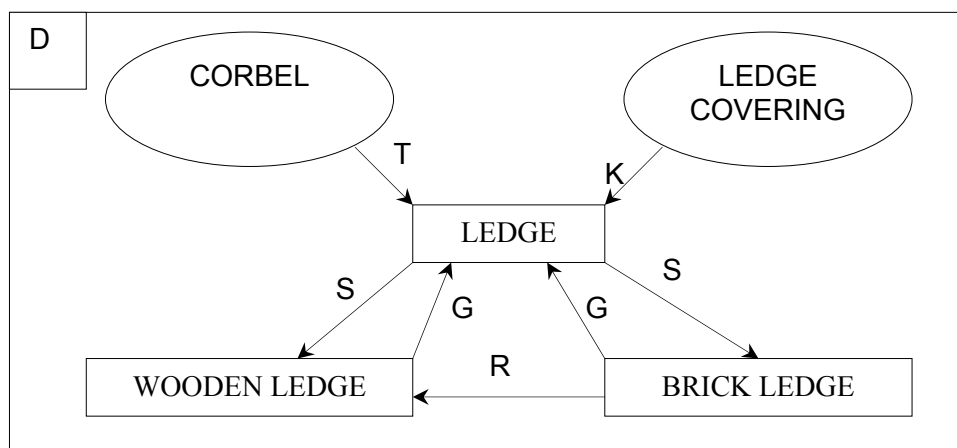 D
CORBEL
LEDGE
COVERING
T
K
LEDGE
S
G
G
S
R
WOODEN LEDGE
BRICK LEDGE